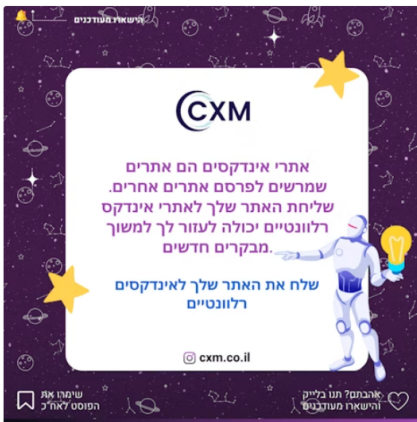 הישארו מעודכנים
CXM
אתרי אינדקסים הם אתרים
שמרשים לפרסם אתרים אחרים.
שליחת האתר שלך לאתרי אינדקס
רלוונטיים יכולה לעזור לך למשוך
מבקרים חדשים.
שלח את האתר שלך לאינדקסים
רלוונטיים
cxm.co.il
אהבתם? תנו בלייק
והישארו מעודכנים
שימרו את
הפוסט לאח"כ